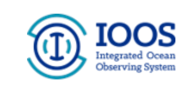 IOOS
Integrated Ocean
Observing System